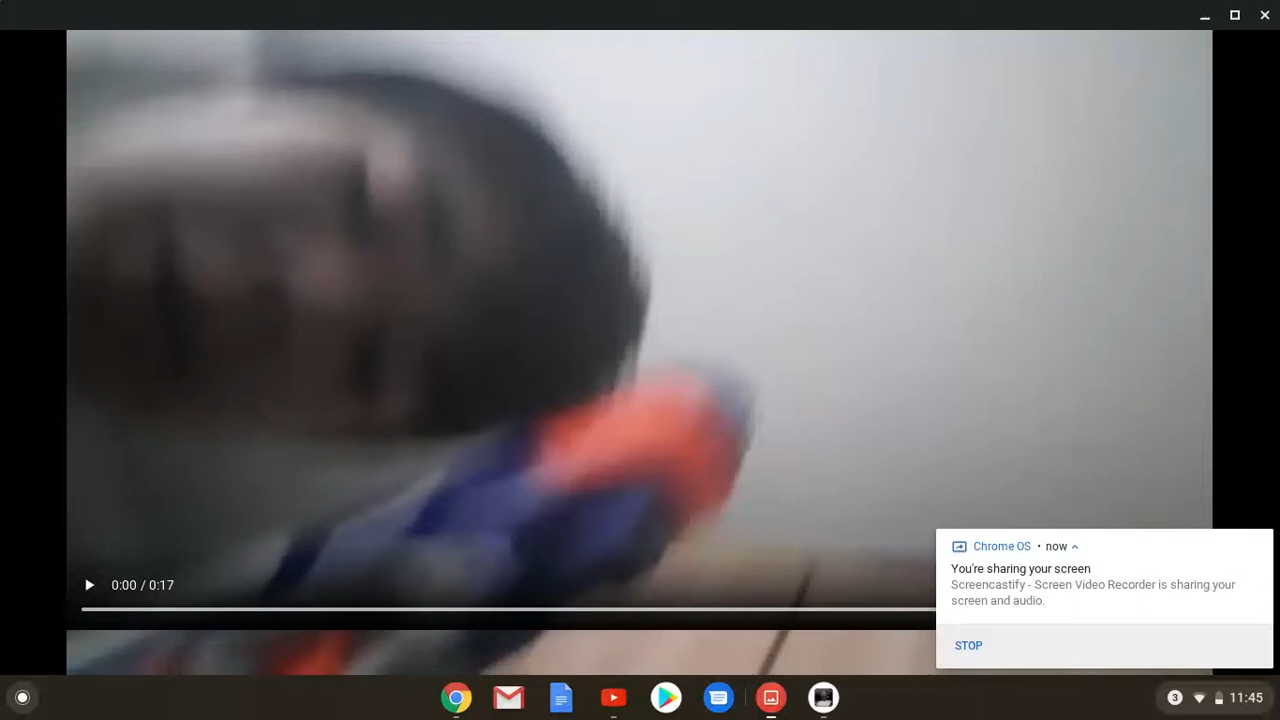 0:00 / 0:17
Chrome OS • now
You're sharing your screen
Screencastify - Screen Video Recorder is sharing your
screen and audio.
STOP
3
11:45